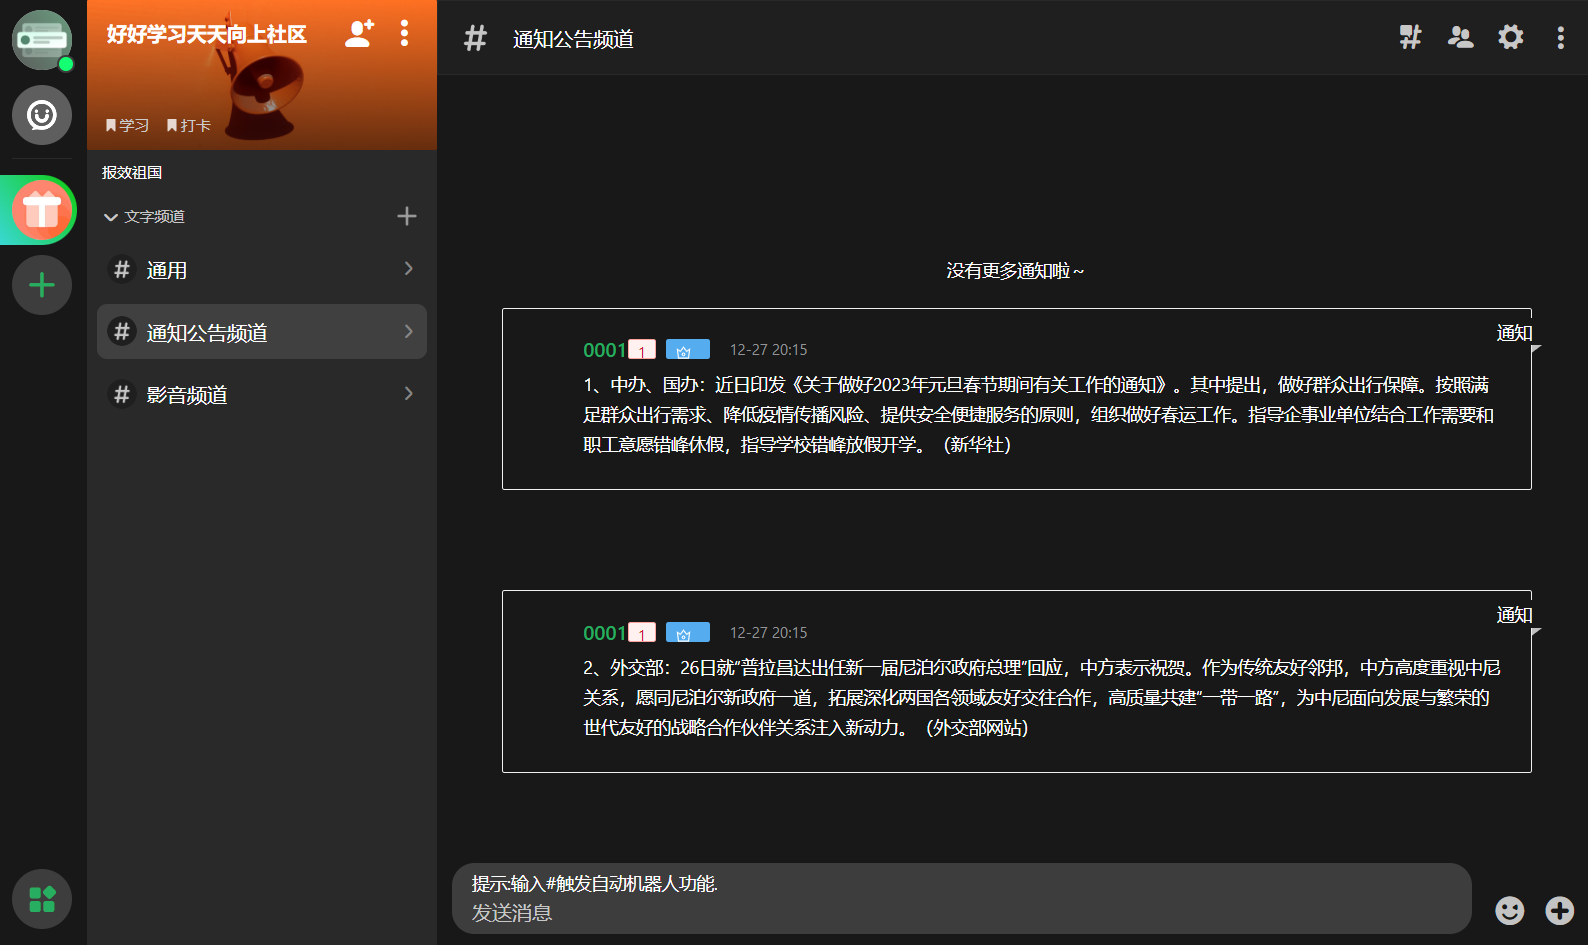 好好学习天天向上社区
学习 打卡
报效祖国
文字频道
通用
通知公告频道
影音频道
通知公告频道
没有更多通知啦~
通知
0001 1 12-27 20:15
1、中办、国办：近日印发《关于做好2023年元旦春节期间有关工作的通知》。其中提出，做好群众出行保障。按照满
足群众出行需求、降低疫情传播风险、提供安全便捷服务的原则，组织做好春运工作。指导企事业单位结合工作需要和
职工意愿错峰休假，指导学校错峰放假开学。（新华社）
通知
0001 1 12-27 20:15
2、外交部：26日就“普拉昌达出任新一届尼泊尔政府总理”回应，中方表示祝贺。作为传统友好邻邦，中方高度重视中尼
关系，愿同尼泊尔新政府一道，拓展深化两国各领域友好交往合作，高质量共建“一带一路”，为中尼面向发展与繁荣的
世代友好的战略合作伙伴关系注入新动力。（外交部网站）
提示:输入#触发自动机器人功能.
发送消息